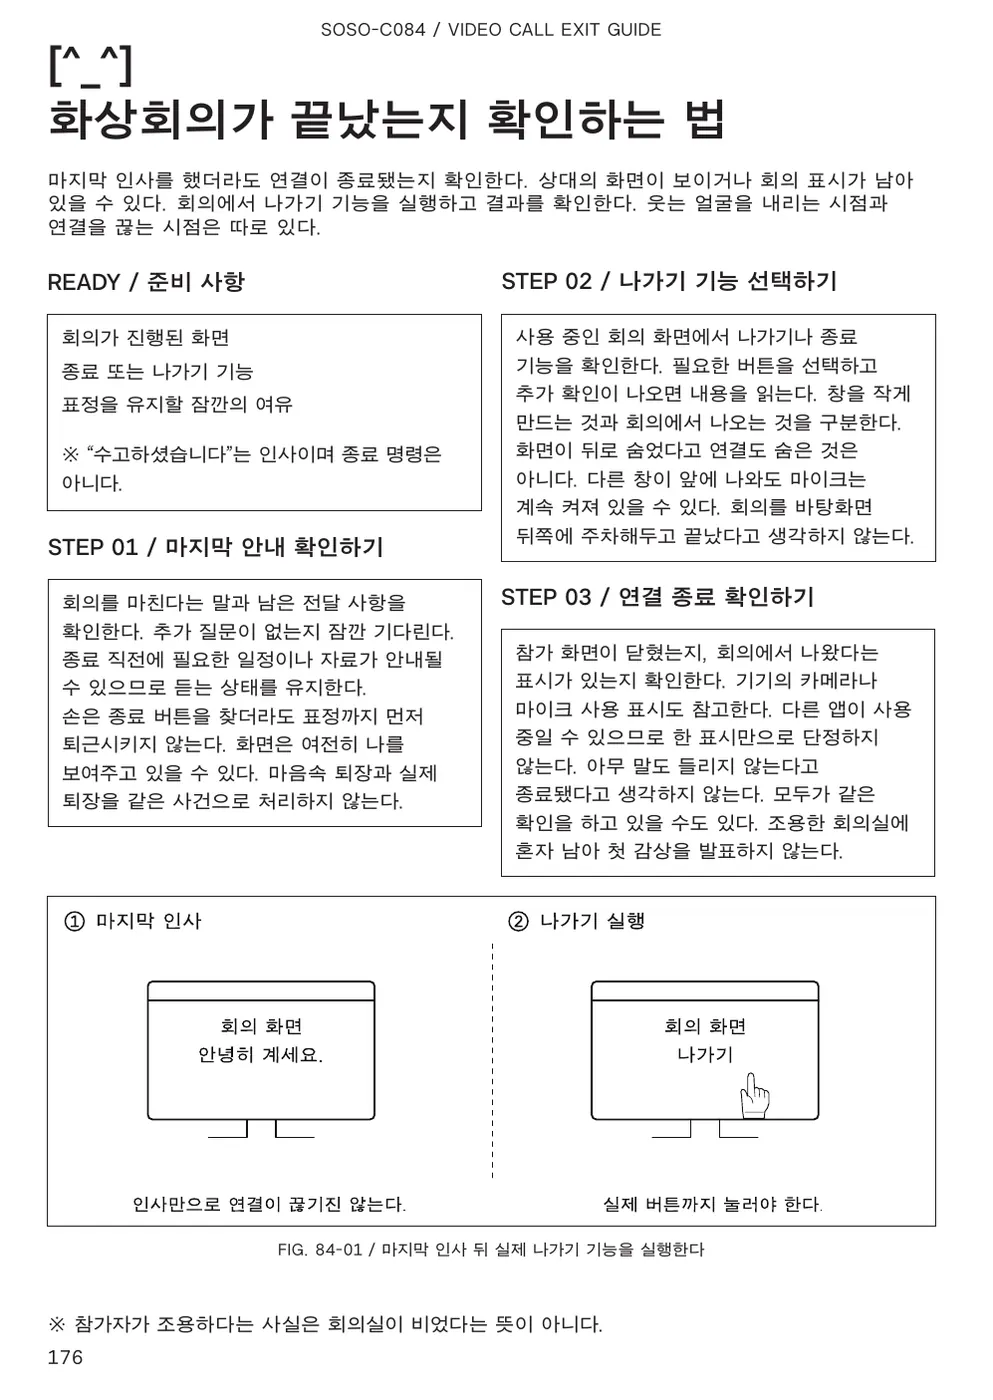 SOSO-C084 / VIDEO CALL EXIT GUIDE
[^_^]
화상회의가 끝났는지 확인하는 법
마지막 인사를 했더라도 연결이 종료됐는지 확인한다. 상대의 화면이 보이거나 회의 표시가 남아
있을 수 있다. 회의에서 나가기 기능을 실행하고 결과를 확인한다. 웃는 얼굴을 내리는 시점과
연결을 끊는 시점은 따로 있다.
READY / 준비 사항
회의가 진행된 화면
종료 또는 나가기 기능
표정을 유지할 잠깐의 여유
※ “수고하셨습니다”는 인사이며 종료 명령은
아니다.
STEP 01 / 마지막 안내 확인하기
회의를 마친다는 말과 남은 전달 사항을
확인한다. 추가 질문이 없는지 잠깐 기다린다.
종료 직전에 필요한 일정이나 자료가 안내될
수 있으므로 듣는 상태를 유지한다.
손은 종료 버튼을 찾더라도 표정까지 먼저
퇴근시키지 않는다. 화면은 여전히 나를
보여주고 있을 수 있다. 마음속 퇴장과 실제
퇴장을 같은 사건으로 처리하지 않는다.
STEP 02 / 나가기 기능 선택하기
사용 중인 회의 화면에서 나가기나 종료
기능을 확인한다. 필요한 버튼을 선택하고
추가 확인이 나오면 내용을 읽는다. 창을 작게
만드는 것과 회의에서 나오는 것을 구분한다.
화면이 뒤로 숨었다고 연결도 숨은 것은
아니다. 다른 창이 앞에 나와도 마이크는
계속 켜져 있을 수 있다. 회의를 바탕화면
뒤쪽에 주차해두고 끝났다고 생각하지 않는다.
STEP 03 / 연결 종료 확인하기
참가 화면이 닫혔는지, 회의에서 나왔다는
표시가 있는지 확인한다. 기기의 카메라나
마이크 사용 표시도 참고한다. 다른 앱이 사용
중일 수 있으므로 한 표시만으로 단정하지
않는다. 아무 말도 들리지 않는다고
종료됐다고 생각하지 않는다. 모두가 같은
확인을 하고 있을 수도 있다. 조용한 회의실에
혼자 남아 첫 감상을 발표하지 않는다.
① 마지막 인사
회의 화면
안녕히 계세요.
인사만으로 연결이 끊기진 않는다.
② 나가기 실행
회의 화면
나가기
실제 버튼까지 눌러야 한다.
FIG. 84-01 / 마지막 인사 뒤 실제 나가기 기능을 실행한다
※ 참가자가 조용하다는 사실은 회의실이 비었다는 뜻이 아니다.
176